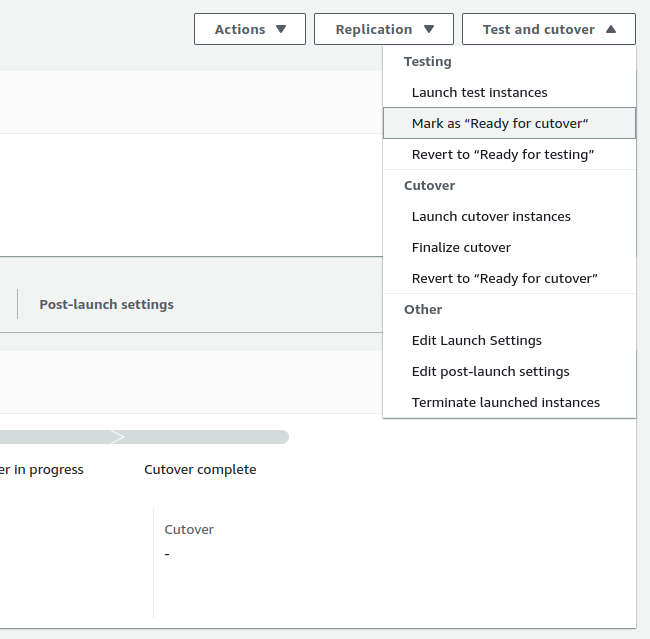 Actions
Replication
Test and cutover
Testing
Launch test instances
Mark as “Ready for cutover“
Revert to “Ready for testing”
Cutover
Launch cutover instances
Finalize cutover
Revert to “Ready for cutover”
Other
Edit Launch Settings
Edit post-launch settings
Terminate launched instances
Post-launch settings
er in progress
Cutover complete
Cutover
-